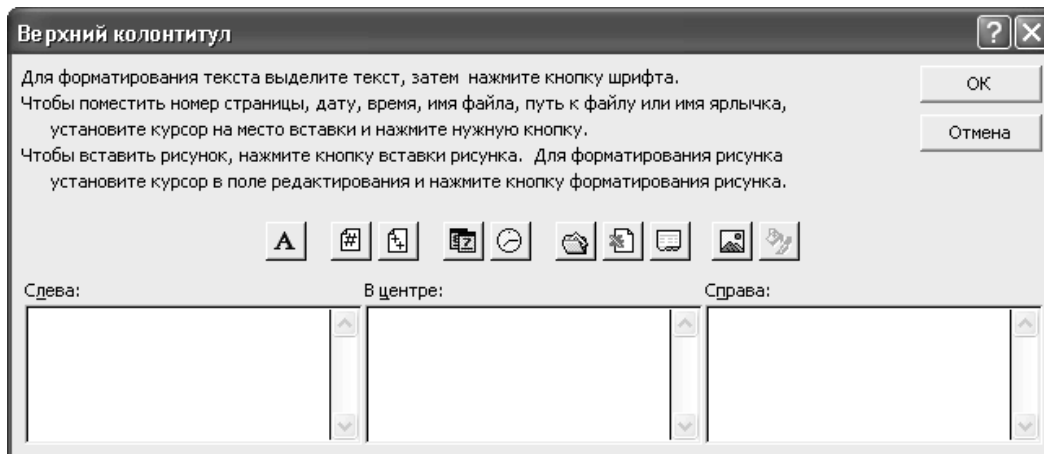 Верхний колонтитул
Для форматирования текста выделите текст, затем нажмите кнопку шрифта.
Чтобы поместить номер страницы, дату, время, имя файла, путь к файлу или имя ярлычка,
установите курсор на место вставки и нажмите нужную кнопку.
Чтобы вставить рисунок, нажмите кнопку вставки рисунка. Для форматирования рисунка
установите курсор в поле редактирования и нажмите кнопку форматирования рисунка.
ОК
Отмена
Слева:
В центре:
Справа: